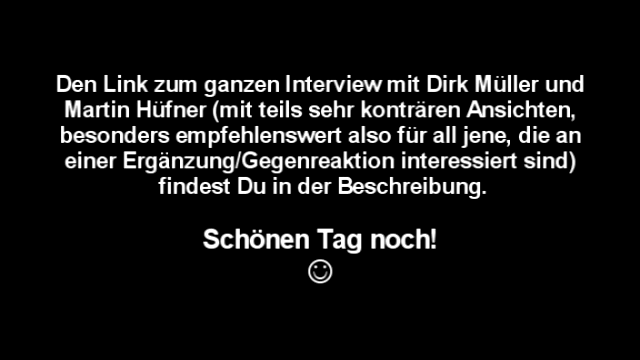 Den Link zum ganzen Interview mit Dirk Müller und
Martin Hüfner (mit teils sehr konträren Ansichten,
besonders empfehlenswert also für all jene, die an
einer Ergänzung/Gegenreaktion interessiert sind)
findest Du in der Beschreibung.
Schönen Tag noch!
☺